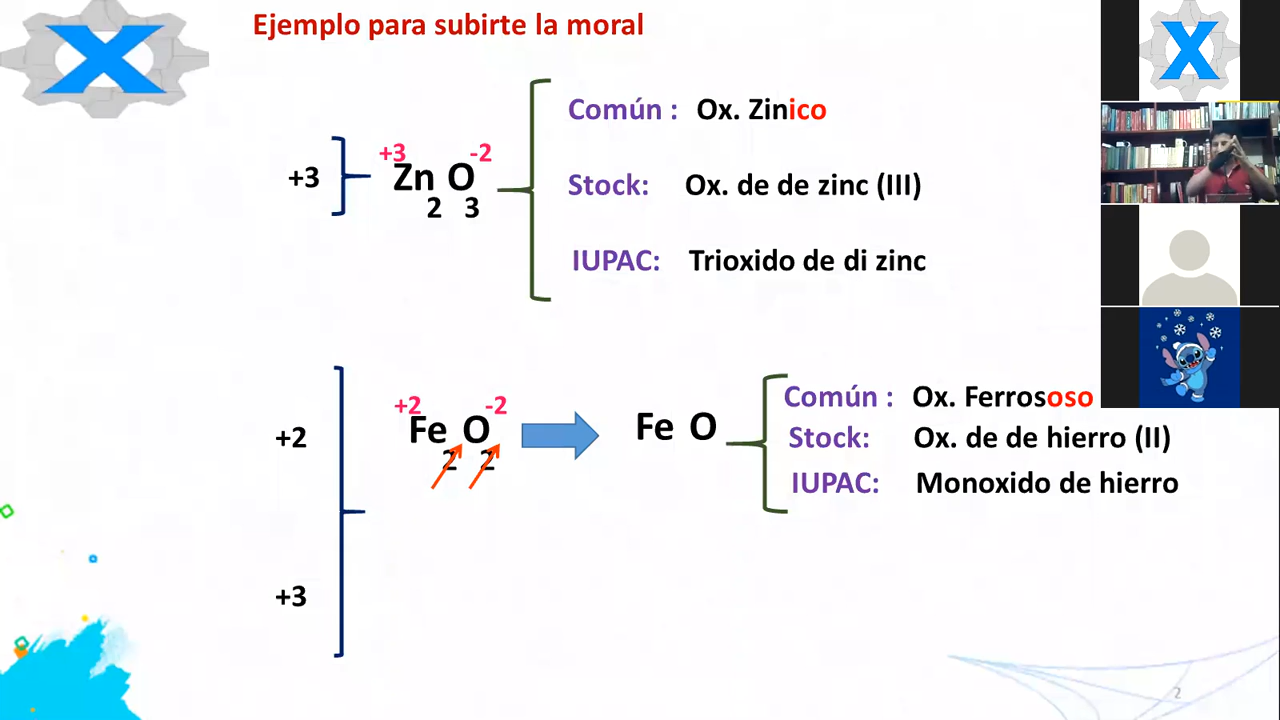 Ejemplo para subirte la moral
Común : Ox. Zinico
+3 -2
+3 Zn O
2 3
Stock: Ox. de de zinc (III)
IUPAC: Trioxido de di zinc
+2 -2
+2 Fe O
2 2
Fe O
Común : Ox. Ferrososo
Stock: Ox. de de hierro (II)
IUPAC: Monoxido de hierro
+3
2